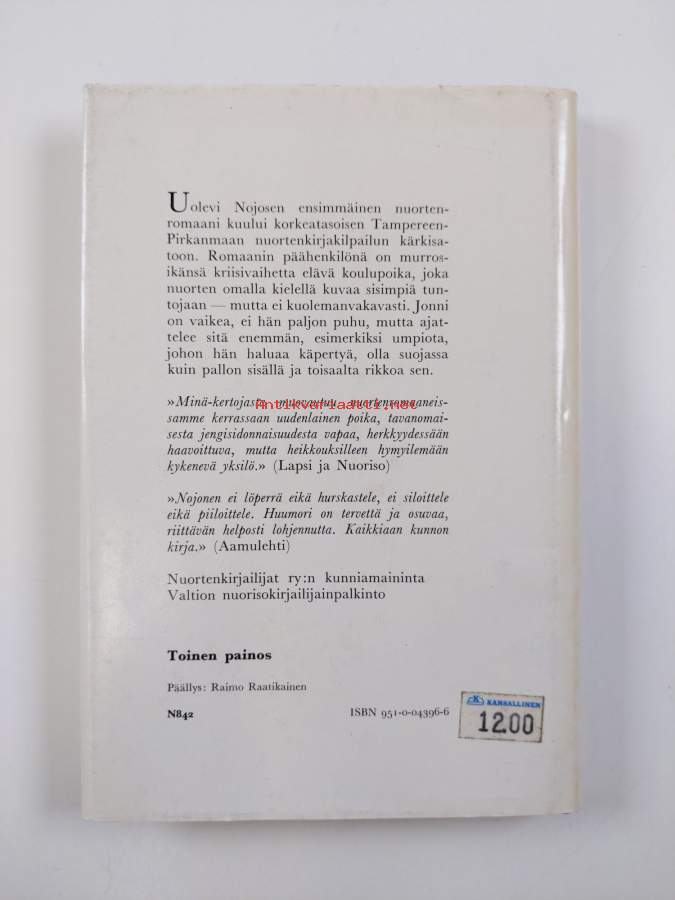 Uolevi Nojosen ensimmäinen nuorten-
romaani kuului korkeatasoisen Tampereen-
Pirkanmaan nuortenkirjakilpailun kärkisa-
toon. Romaanin päähenkilönä on murros-
ikänsä kriisivaihetta elävä koulupoika, joka
nuorten omalla kielellä kuvaa sisimpiä tun-
tojaan — mutta ei kuolemanvakavasti. Jonni
on vaikea, ei hän paljon puhu, mutta ajat-
telee sitä enemmän, esimerkiksi umpiota,
johon hän haluaa käpertyä, olla suojassa
kuin pallon sisällä ja toisaalta rikkoa sen.
»Minä-kertojasta muovautuu nuortenromaaneis-
Antikvariaatti.net
samme kerrassaan uudenlainen poika, tavanomai-
sesta jengisidonnaisuudesta vapaa, herkkyydessään
haavoittuva, mutta heikkouksilleen hymyilemään
kykenevä yksilö.» (Lapsi ja Nuoriso)
»Nojonen ei löperrä eikä hurskastele, ei siloittele
eikä piiloittele. Huumori on tervettä ja osuvaa,
riittävän helposti lohjennutta. Kaikkiaan kunnon
kirja.» (Aamulehti)
Nuortenkirjailijat ry:n kunniamaininta
Valtion nuorisokirjailijainpalkinto
Toinen painos
Päällys: Raimo Raatikainen
N842
ISBN 951-0-04396-6
K KANSALLINEN
12.00